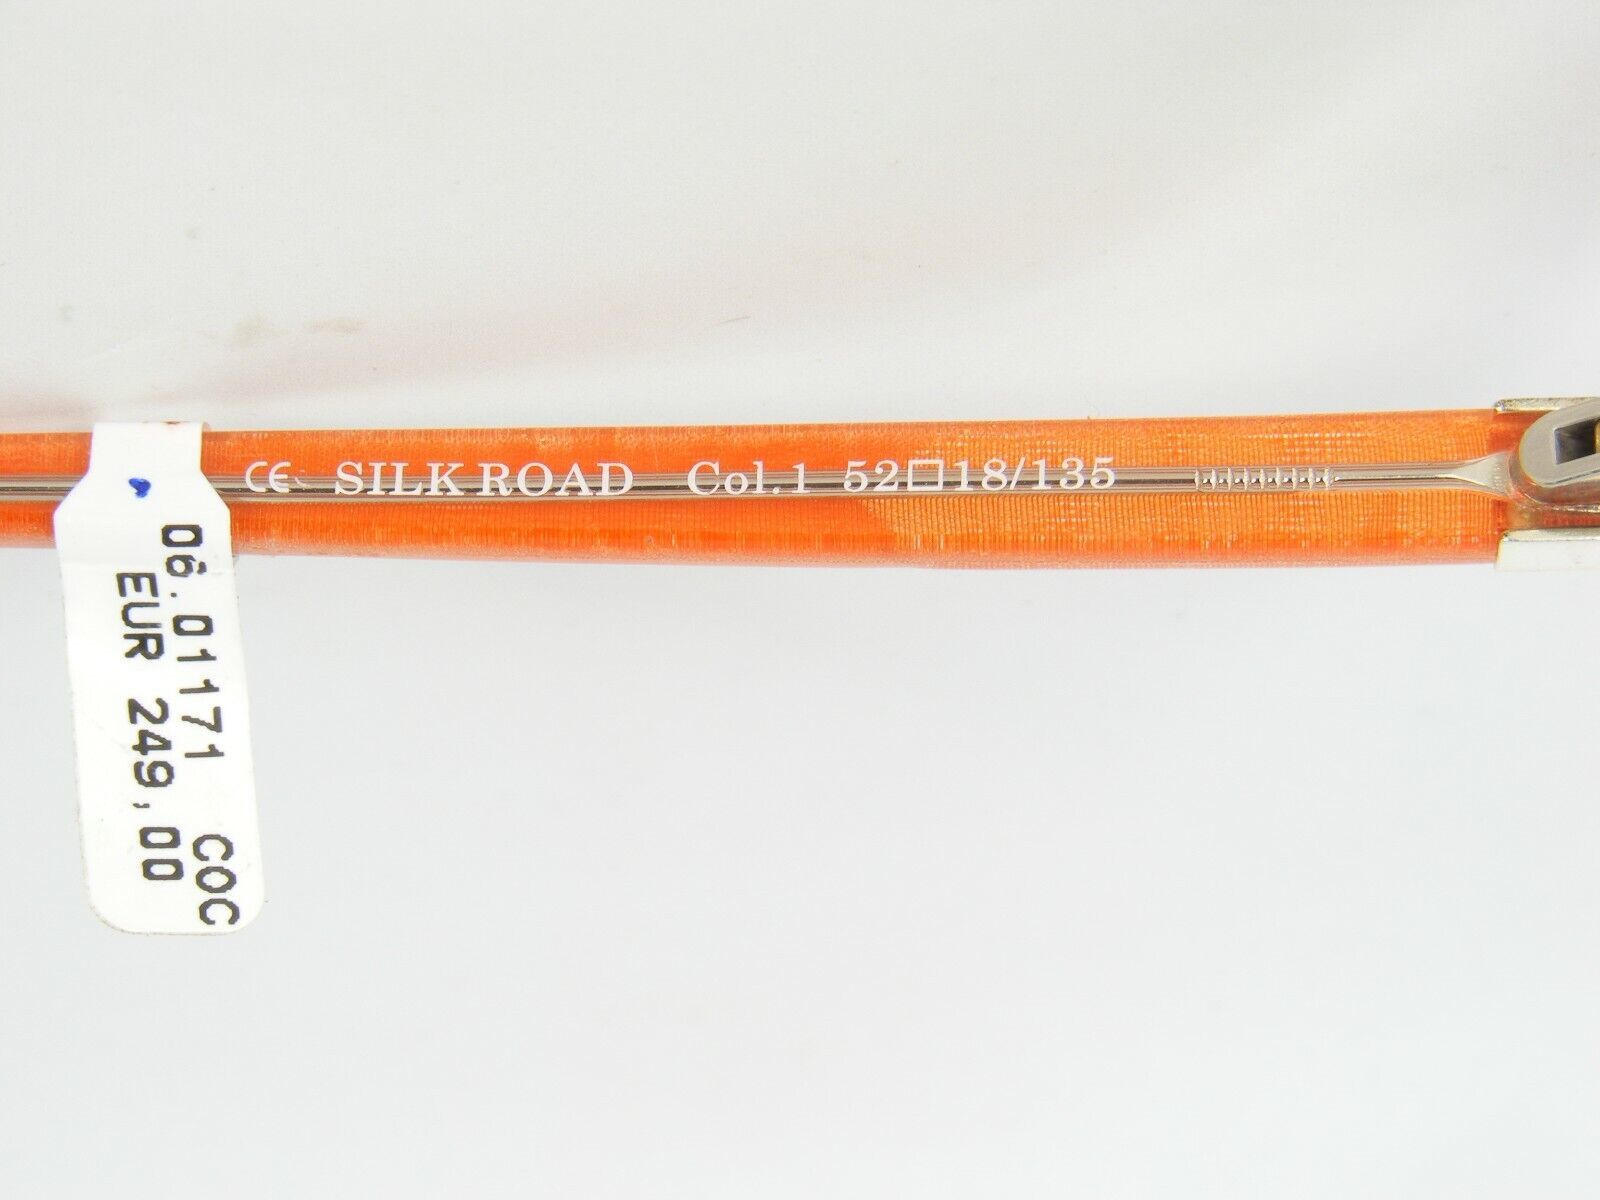 CE SILK ROAD Col.1 52□18/135
06.01171 COC
EUR 249,00